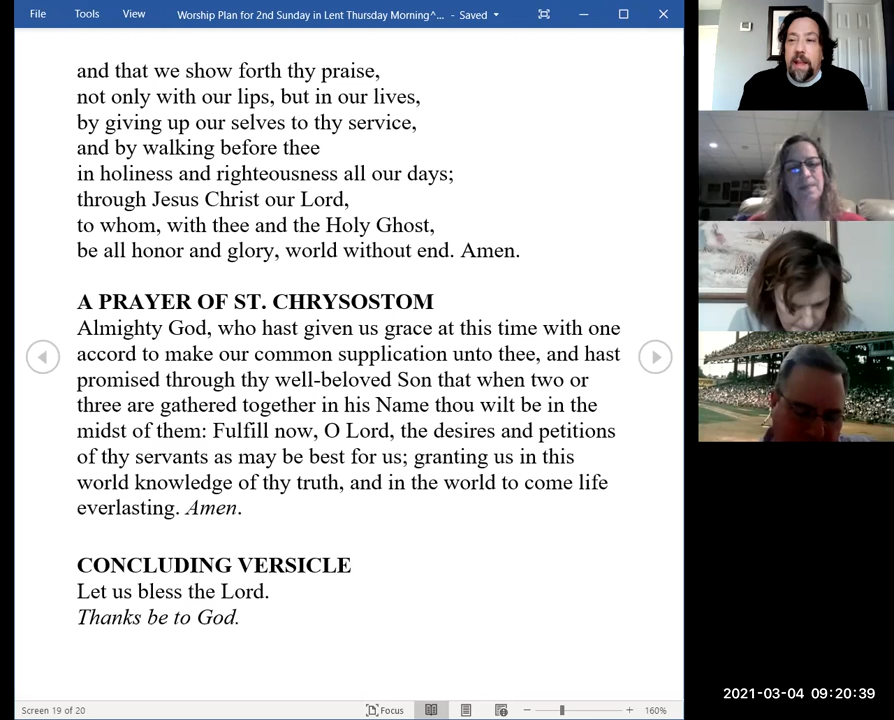 File Tools View Worship Plan for 2nd Sunday in Lent Thursday Morning^... - Saved
and that we show forth thy praise,
not only with our lips, but in our lives,
by giving up our selves to thy service,
and by walking before thee
in holiness and righteousness all our days;
through Jesus Christ our Lord,
to whom, with thee and the Holy Ghost,
be all honor and glory, world without end. Amen.
A PRAYER OF ST. CHRYSOSTOM
Almighty God, who hast given us grace at this time with one
accord to make our common supplication unto thee, and hast
promised through thy well-beloved Son that when two or
three are gathered together in his Name thou wilt be in the
midst of them: Fulfill now, O Lord, the desires and petitions
of thy servants as may be best for us; granting us in this
world knowledge of thy truth, and in the world to come life
everlasting. Amen.
CONCLUDING VERSICLE
Let us bless the Lord.
Thanks be to God.
2021-03-04 09:20:39
Screen 19 of 20 Focus 160%